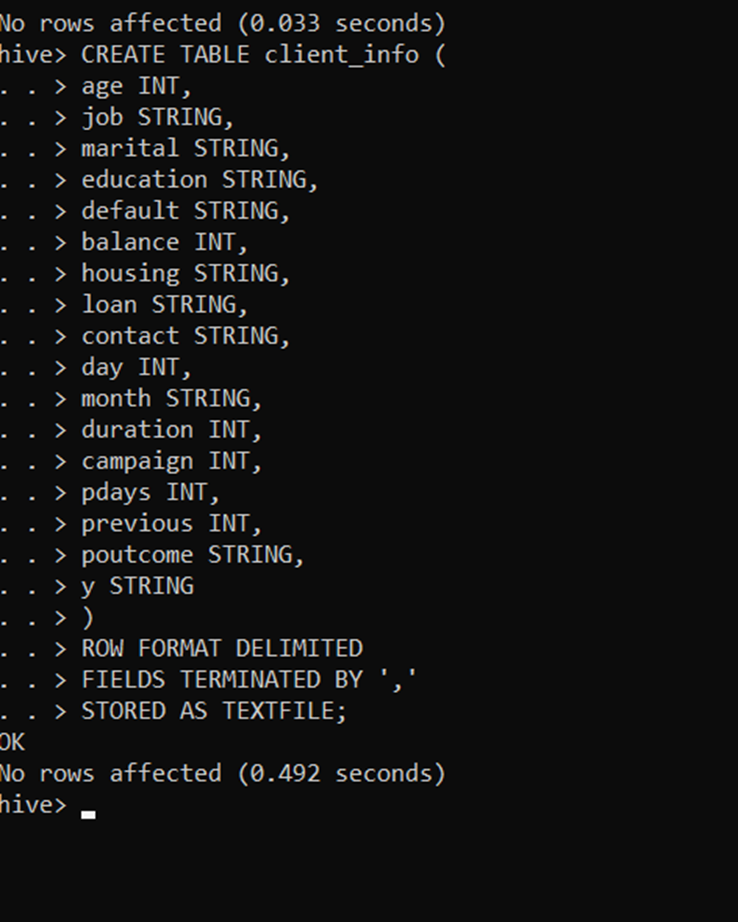 No rows affected (0.033 seconds)
hive> CREATE TABLE client_info (
. . > age INT,
. . > job STRING,
. . > marital STRING,
. . > education STRING,
. . > default STRING,
. . > balance INT,
. . > housing STRING,
. . > loan STRING,
. . > contact STRING,
. . > day INT,
. . > month STRING,
. . > duration INT,
. . > campaign INT,
. . > pdays INT,
. . > previous INT,
. . > poutcome STRING,
. . > y STRING
. . > )
. . > ROW FORMAT DELIMITED
. . > FIELDS TERMINATED BY ','
. . > STORED AS TEXTFILE;
OK
No rows affected (0.492 seconds)
hive>